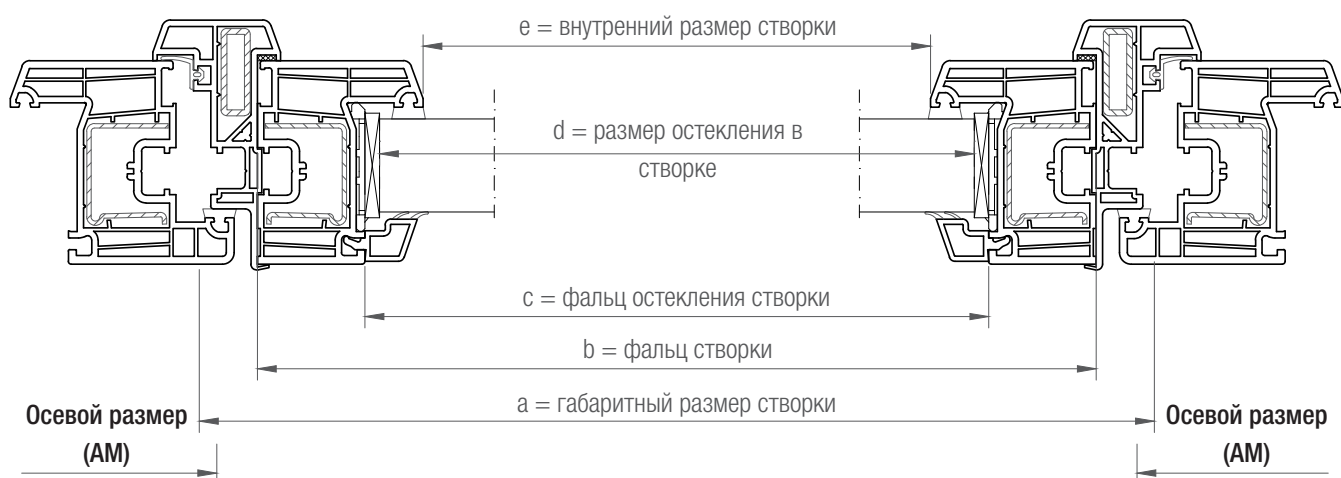 e = внутренний размер створки
d = размер остекления в
створке
c = фальц остекления створки
b = фальц створки
a = габаритный размер створки
Осевой размер
(AM)
Осевой размер
(AM)